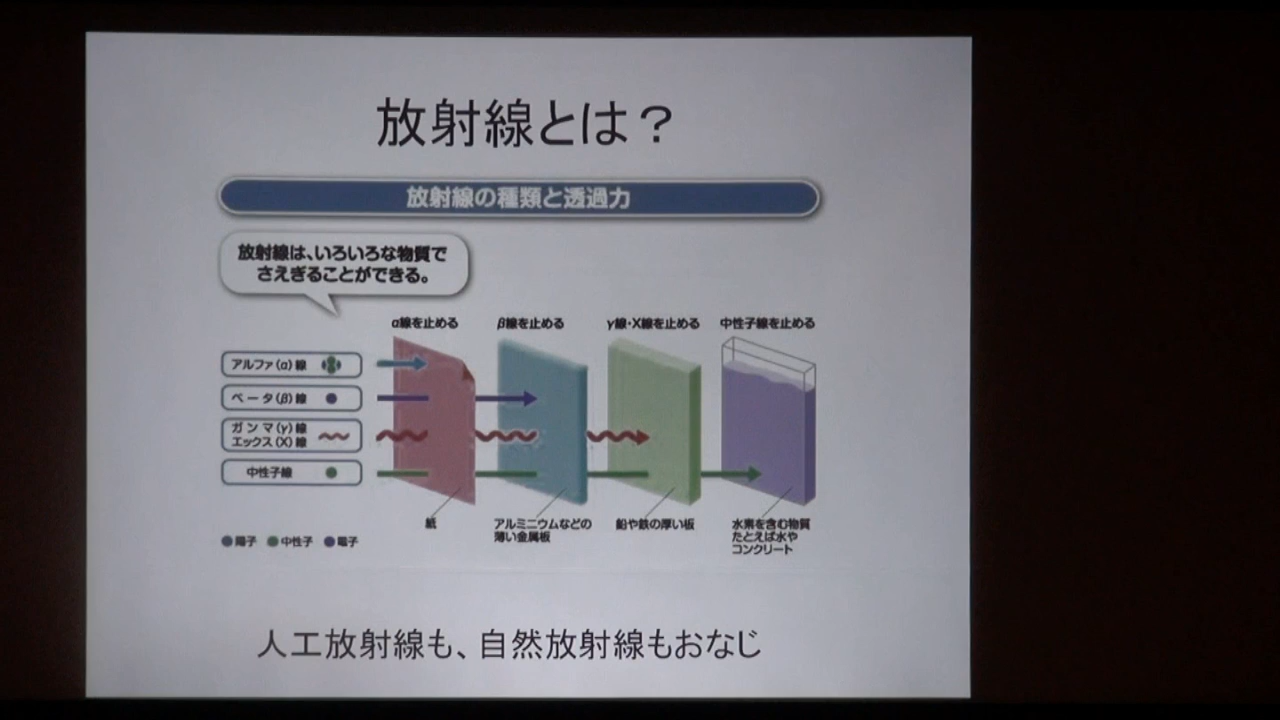 放射線とは？
放射線の種類と透過力
放射線は、いろいろな物質で
さえぎることができる。
α線を止める
β線を止める
γ線・X線を止める
中性子線を止める
アルファ(α)線
ベータ(β)線
ガンマ(γ)線
エックス(X)線
中性子線
紙
アルミニウムなどの
薄い金属板
鉛や鉄の厚い板
水素を含む物質
たとえば水や
コンクリート
陽子 中性子 電子
人工放射線も、自然放射線もおなじ